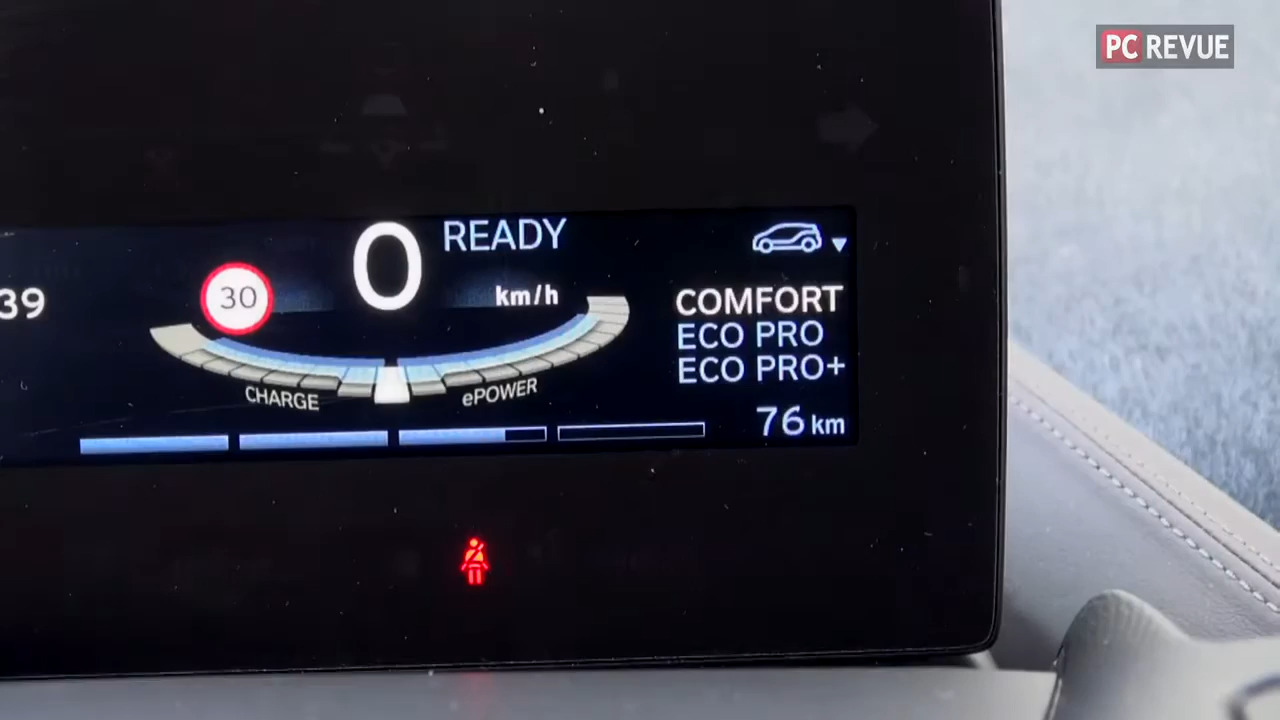 PC REVUE
0 READY
39
30
km/h
COMFORT
ECO PRO
ECO PRO+
CHARGE
ePOWER
76 km